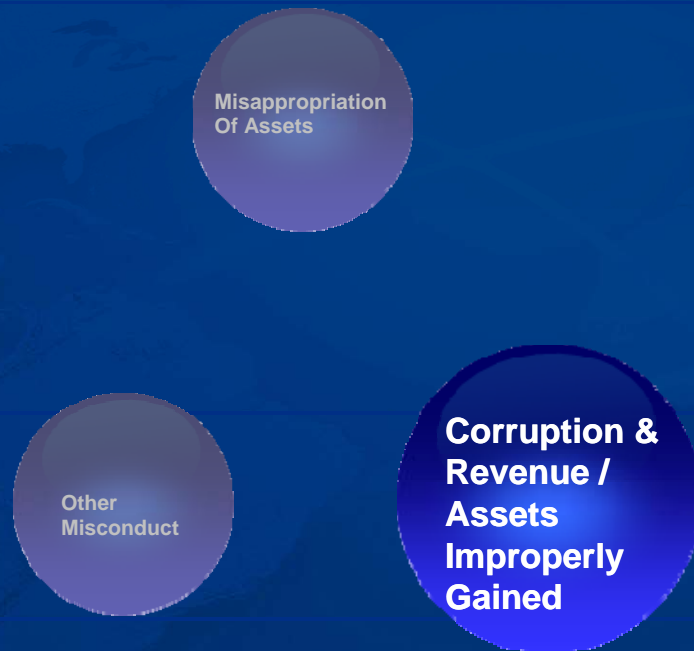 Misappropriation
Of Assets
Other
Misconduct
Corruption &
Revenue /
Assets
Improperly
Gained